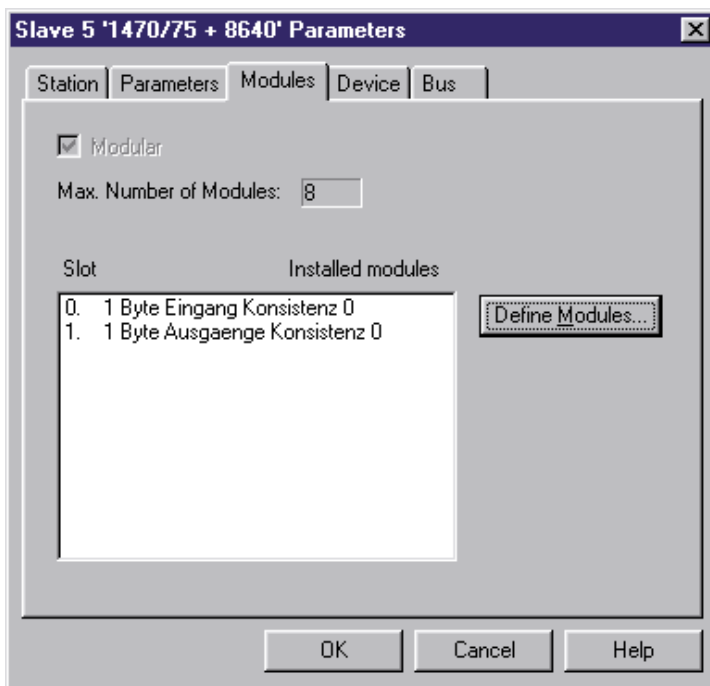 Slave 5 '1470/75 + 8640' Parameters
Station Parameters Modules Device Bus
Modular
Max. Number of Modules: 8
Slot Installed modules
0. 1 Byte Eingang Konsistenz 0
1. 1 Byte Ausgaenge Konsistenz 0
Define Modules...
OK Cancel Help